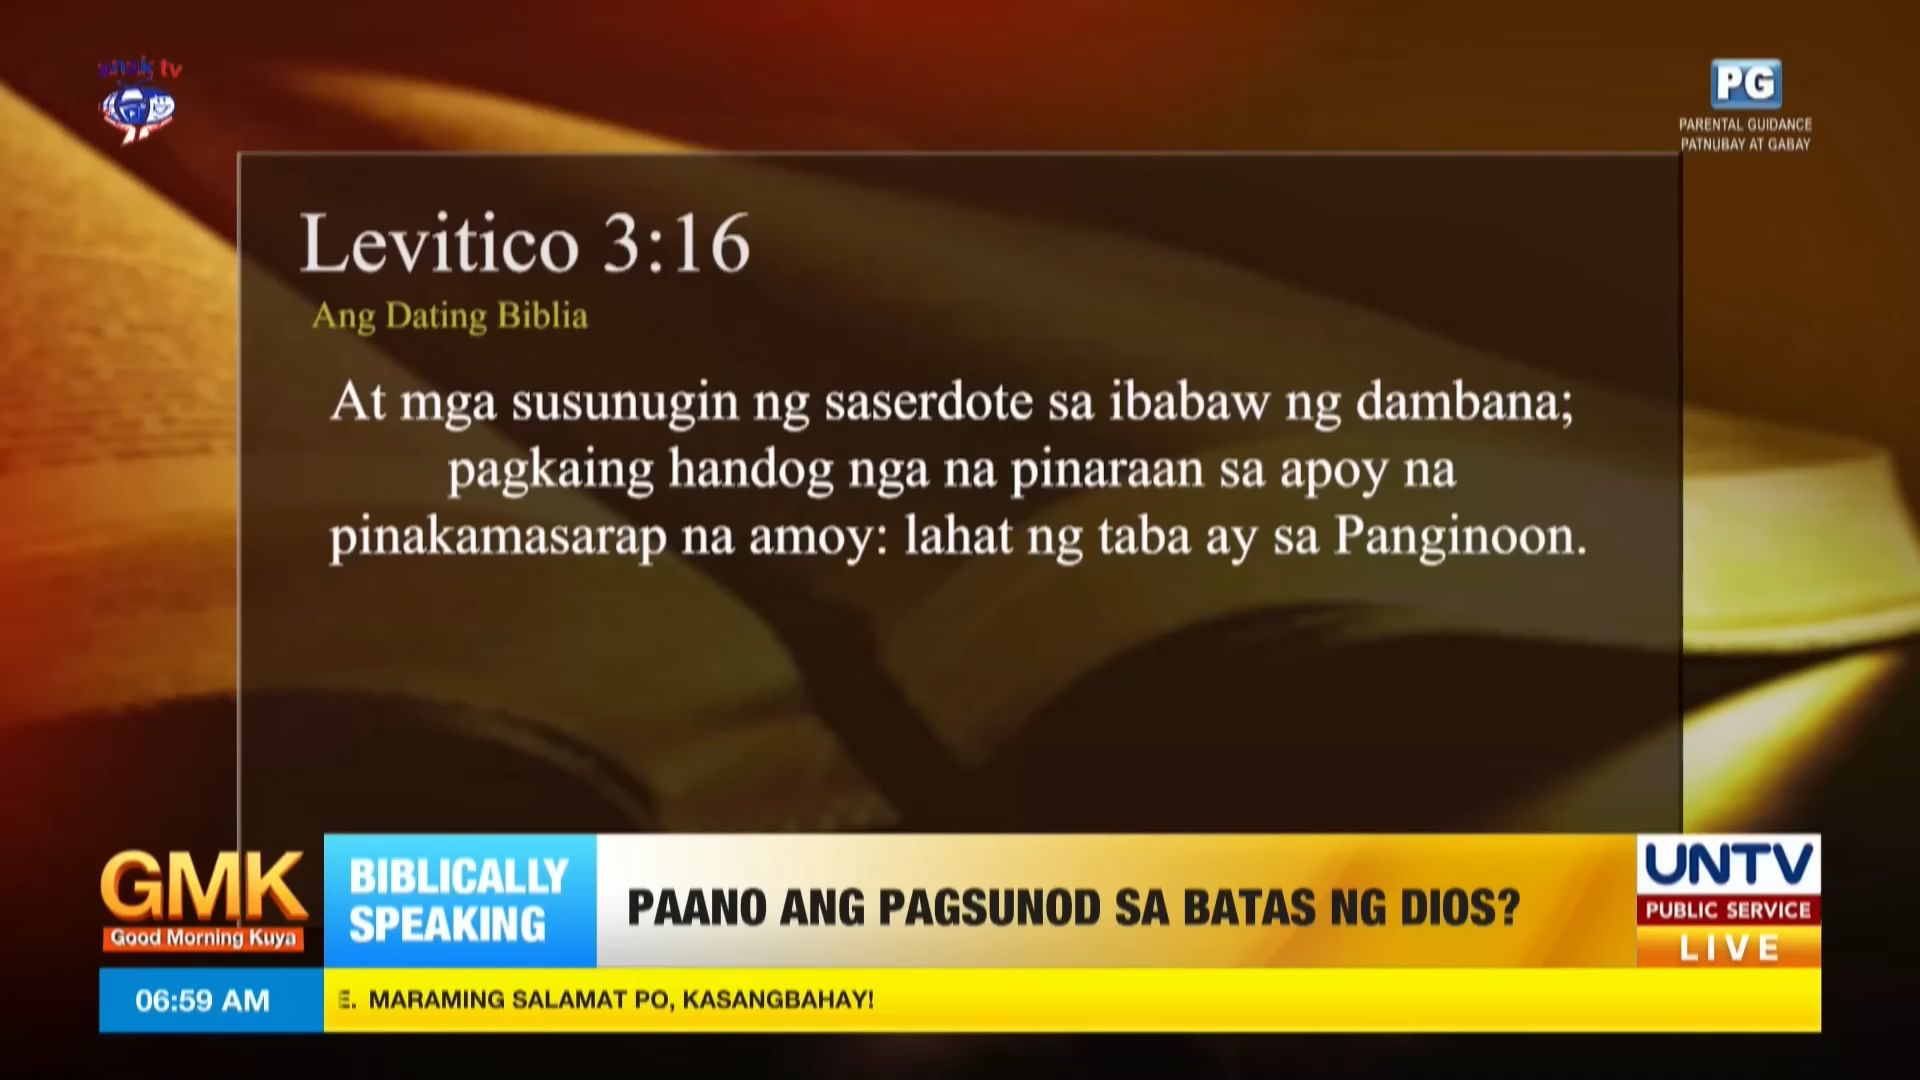 anak tv
PG
PARENTAL GUIDANCE
PATNUBAY AT GABAY
Levitico 3:16
Ang Dating Biblia
At mga susunugin ng saserdote sa ibabaw ng dambana;
pagkaing handog nga na pinaraan sa apoy na
pinakamasarap na amoy: lahat ng taba ay sa Panginoon.
GMK
Good Morning Kuya
BIBLICALLY
SPEAKING
PAANO ANG PAGSUNOD SA BATAS NG DIOS?
UNTV
PUBLIC SERVICE
LIVE
06:59 AM
E. MARAMING SALAMAT PO, KASANGBAHAY!